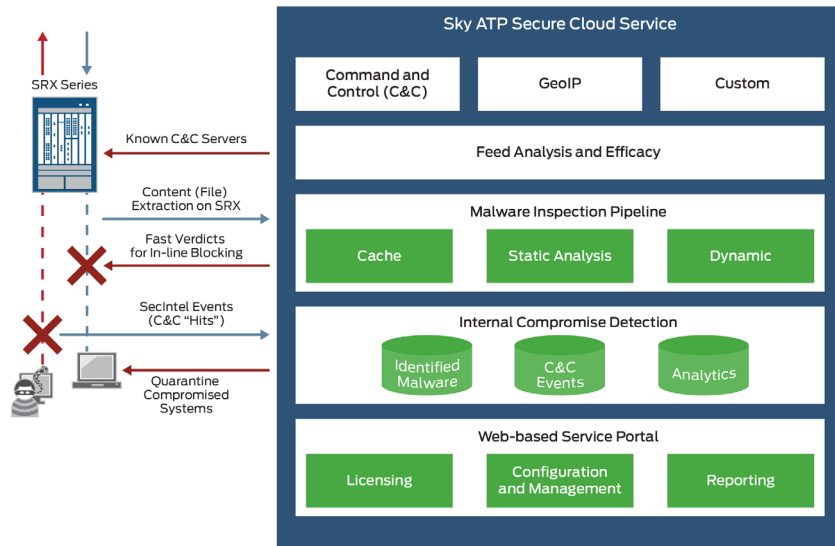 Sky ATP Secure Cloud Service
SRX Series
Command and
Control (C&C)
GeoIP
Custom
Known C&C Servers
Feed Analysis and Efficacy
Content (File)
Extraction on SRX
Malware Inspection Pipeline
Fast Verdicts
for In-line Blocking
Cache
Static Analysis
Dynamic
SecIntel Events
(C&C “Hits”)
Internal Compromise Detection
Identified
Malware
C&C
Events
Analytics
Quarantine
Compromised
Systems
Web-based Service Portal
Licensing
Configuration
and Management
Reporting